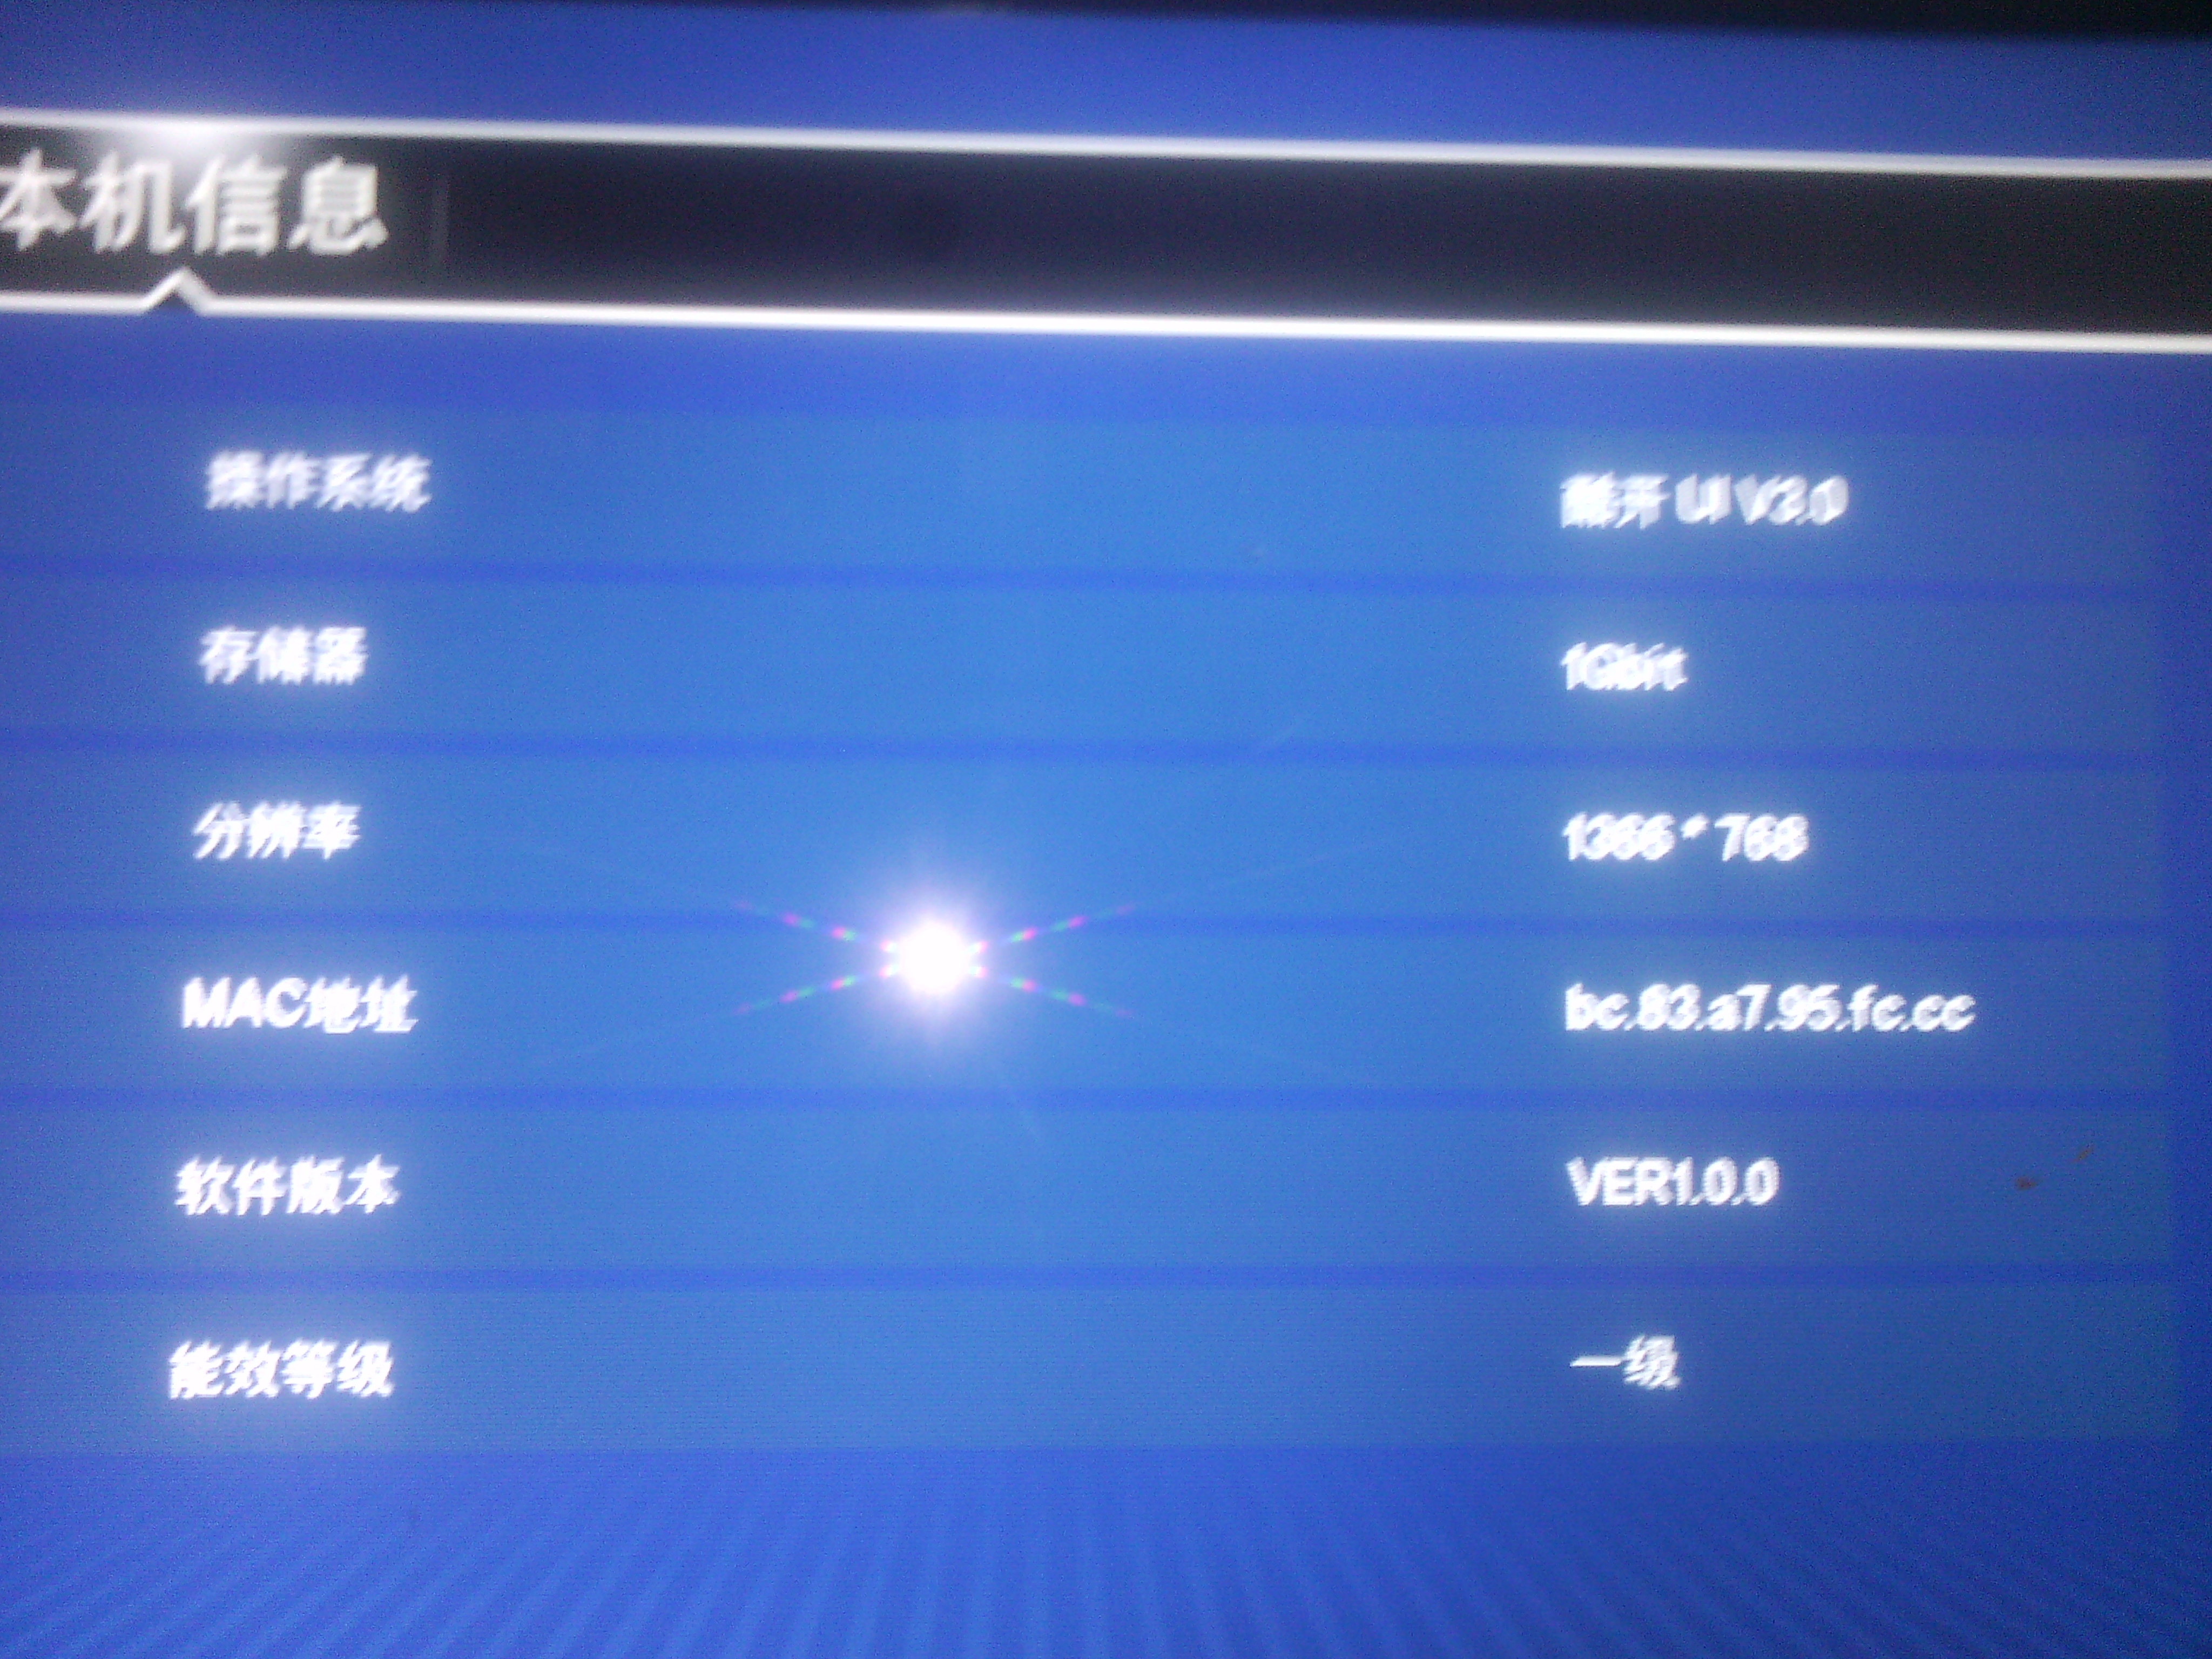 本机信息
操作系统 酷开 UI V3.0
存储器 1Gbit
分辨率 1366 * 768
MAC地址 bc.83.a7.95.fc.cc
软件版本 VER1.0.0
能效等级 一级